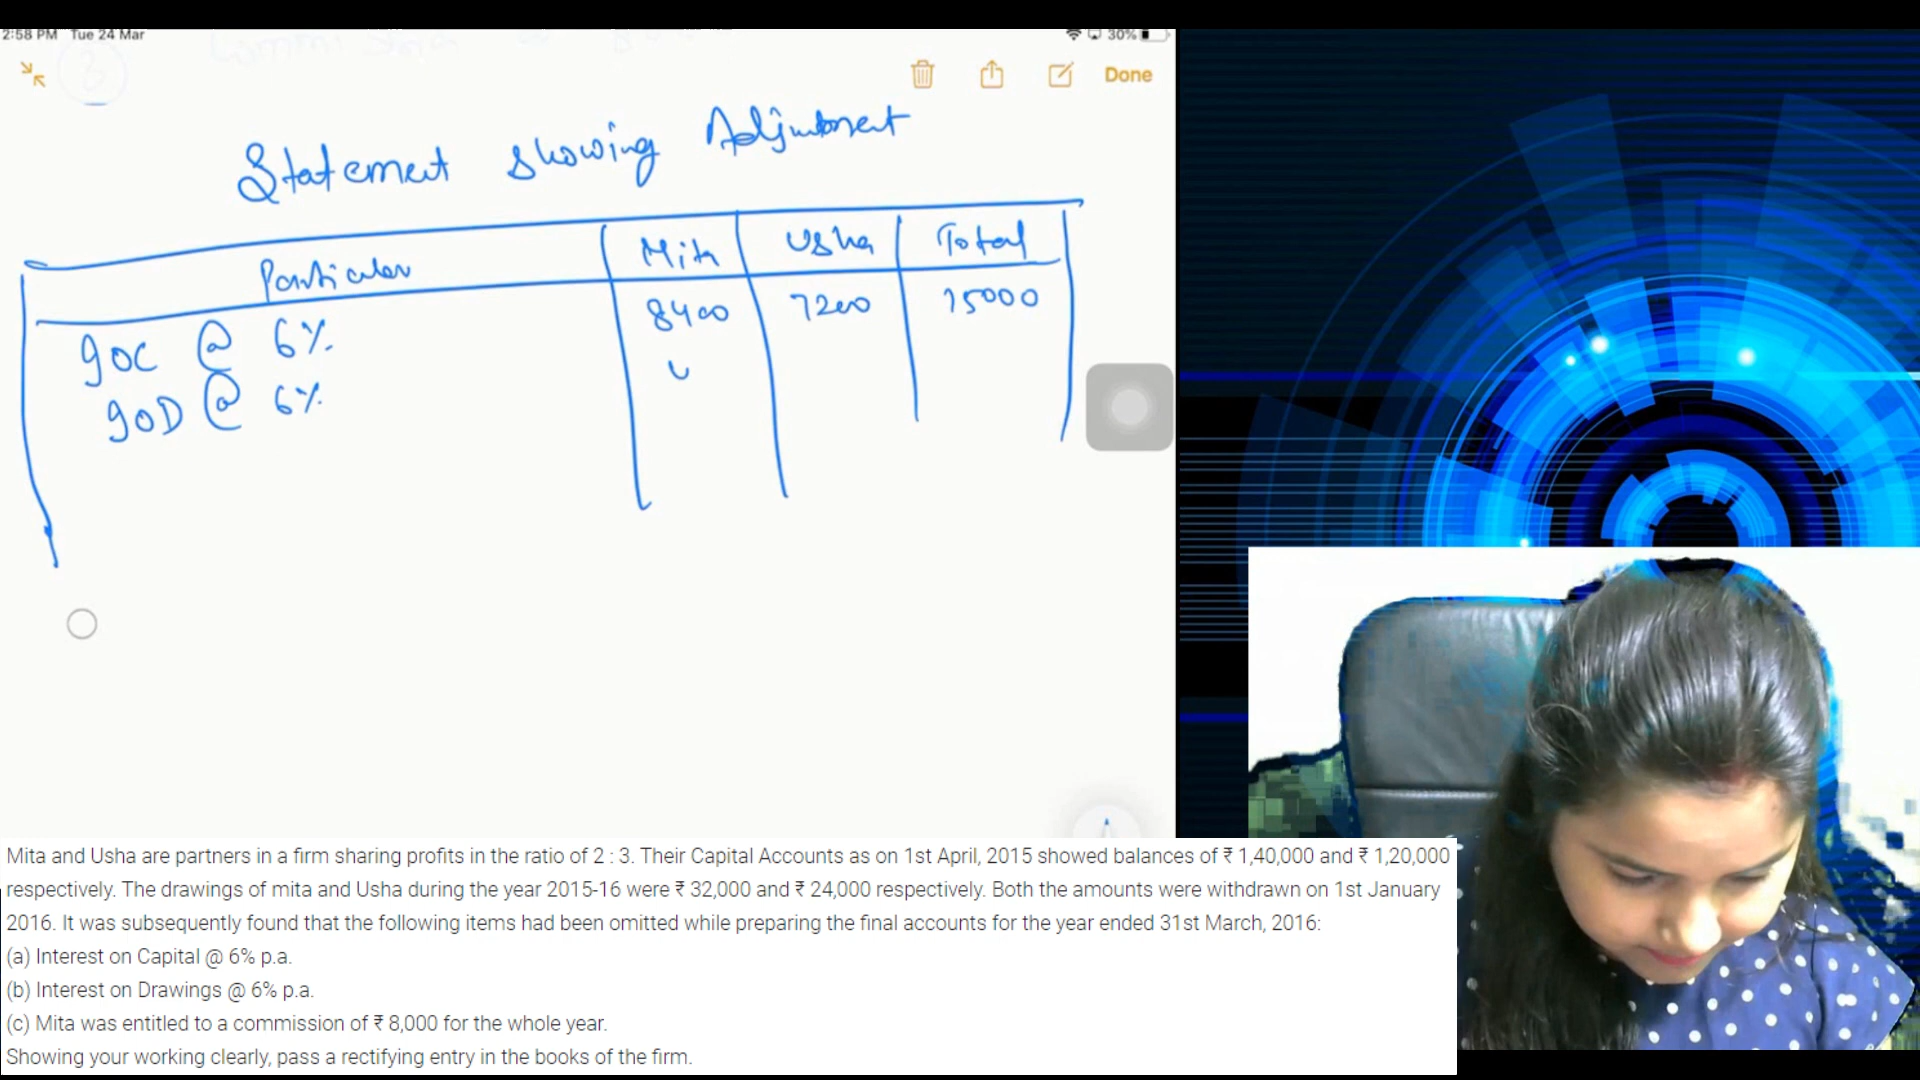 2:58 PM Tue 24 Mar
30%
Done
Statement showing Adjustment
Particular Mita Usha Total
IOC @ 6% 8400 7200 15000
IOD @ 6%
Mita and Usha are partners in a firm sharing profits in the ratio of 2 : 3. Their Capital Accounts as on 1st April, 2015 showed balances of ₹ 1,40,000 and ₹ 1,20,000
respectively. The drawings of mita and Usha during the year 2015-16 were ₹ 32,000 and ₹ 24,000 respectively. Both the amounts were withdrawn on 1st January
2016. It was subsequently found that the following items had been omitted while preparing the final accounts for the year ended 31st March, 2016:
(a) Interest on Capital @ 6% p.a.
(b) Interest on Drawings @ 6% p.a.
(c) Mita was entitled to a commission of ₹ 8,000 for the whole year.
Showing your working clearly, pass a rectifying entry in the books of the firm.